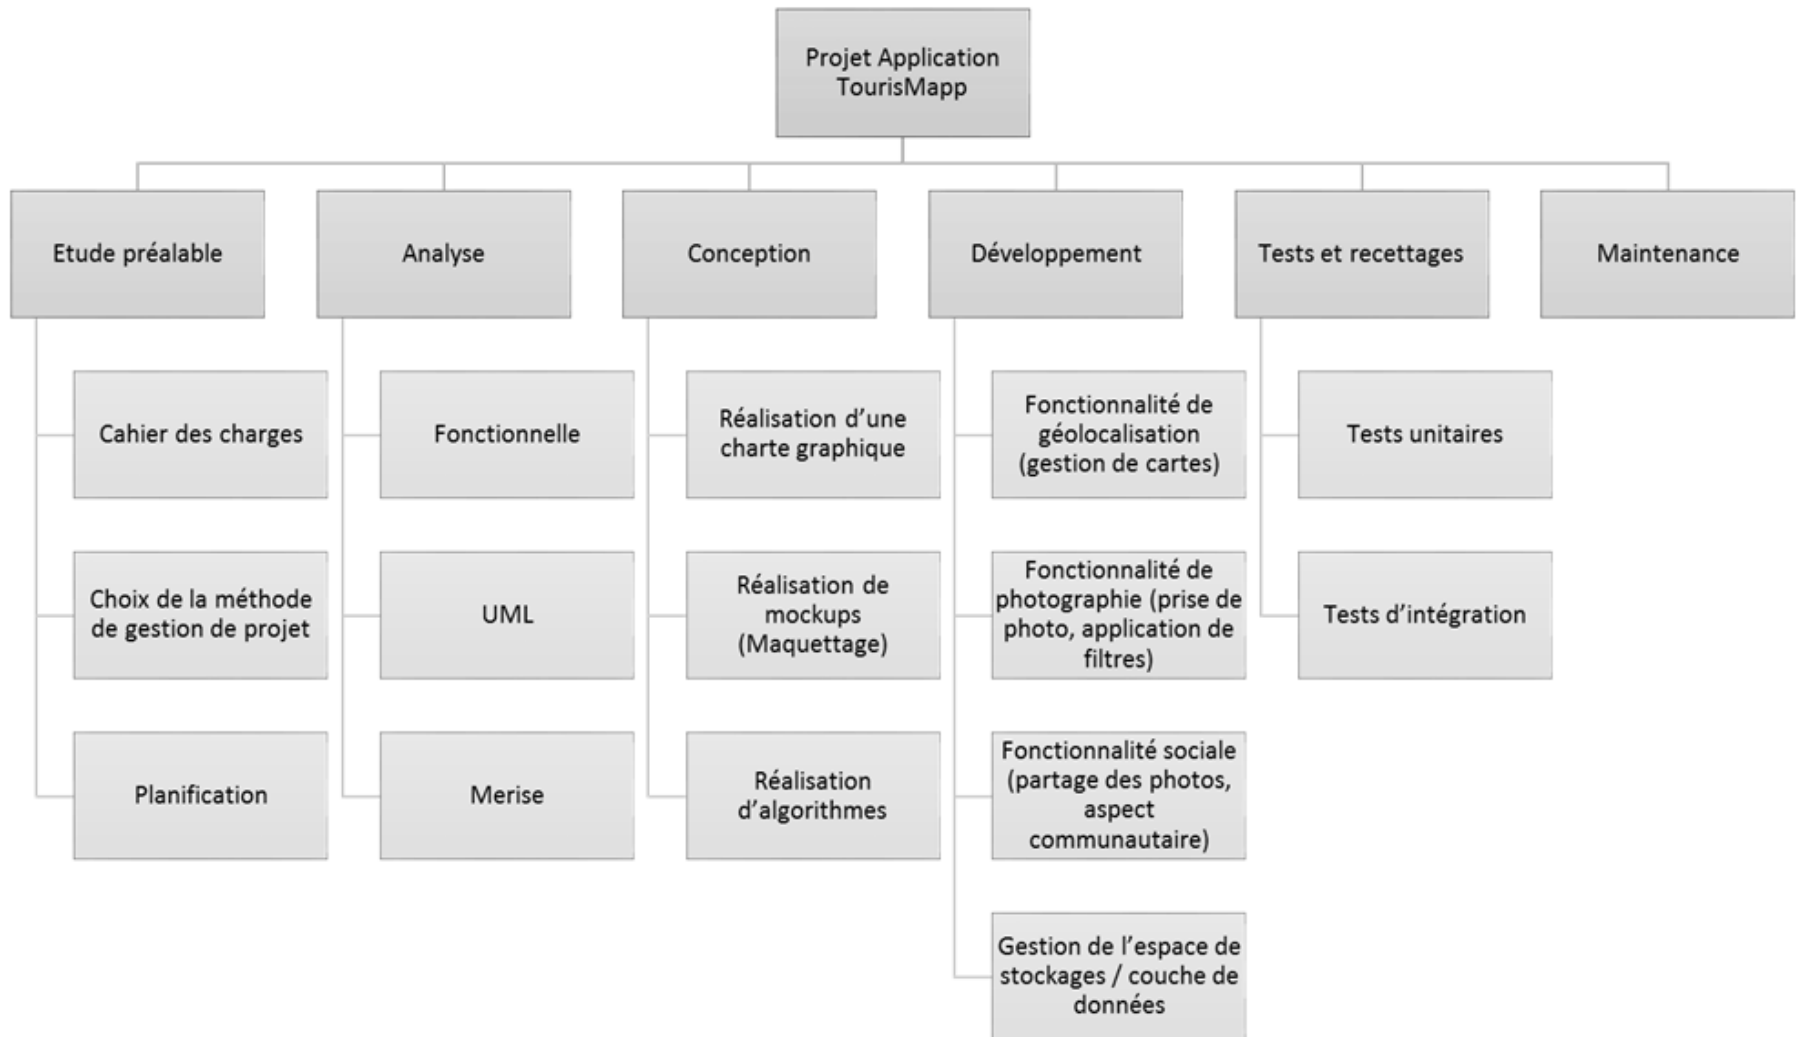 Projet Application
TourisMapp
Etude préalable
Analyse
Conception
Développement
Tests et recettages
Maintenance
Cahier des charges
Choix de la méthode
de gestion de projet
Planification
Fonctionnelle
UML
Merise
Réalisation d’une
charte graphique
Réalisation de
mockups
(Maquettage)
Réalisation
d’algorithmes
Fonctionnalité de
géolocalisation
(gestion de cartes)
Fonctionnalité de
photographie (prise de
photo, application de
filtres)
Fonctionnalité sociale
(partage des photos,
aspect
communautaire)
Gestion de l’espace de
stockages / couche de
données
Tests unitaires
Tests d’intégration